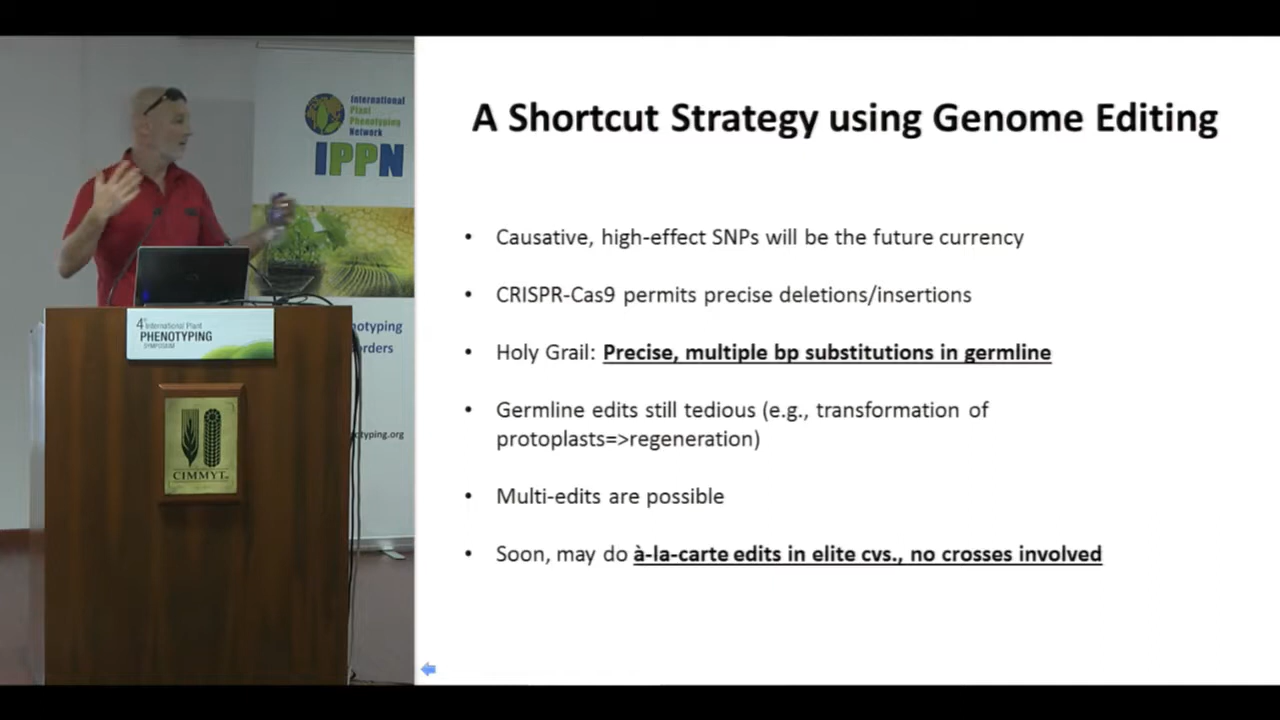 A Shortcut Strategy using Genome Editing
• Causative, high-effect SNPs will be the future currency
• CRISPR-Cas9 permits precise deletions/insertions
• Holy Grail: Precise, multiple bp substitutions in germline
• Germline edits still tedious (e.g., transformation of
protoplasts=>regeneration)
• Multi-edits are possible
• Soon, may do à-la-carte edits in elite cvs., no crosses involved
International
Plant
Phenotyping
Network
IPPN
notyping
orders
typing.org
4th International Plant
PHENOTYPING
SYMPOSIUM
CIMMYT